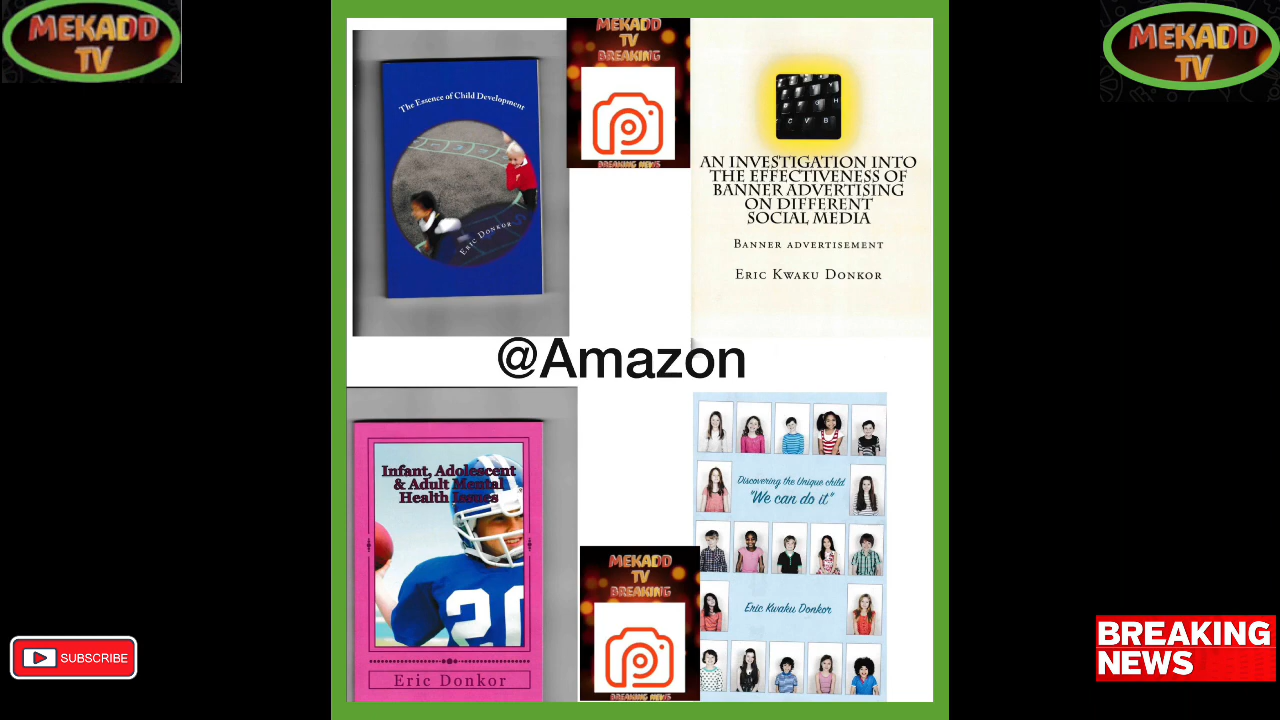 MEKADD
TV
MEKADD
TV
MEKADD
TV
BREAKING
BREAKING NEWS
The Essence of Child Development
ERIC DONKOR
Y
G H
C V B
AN INVESTIGATION INTO
THE EFFECTIVENESS OF
BANNER ADVERTISING
ON DIFFERENT
SOCIAL MEDIA
BANNER ADVERTISEMENT
ERIC KWAKU DONKOR
@Amazon
Infant, Adolescent
& Adult Mental
Health Issues
20
Eric Donkor
MEKADD
TV
BREAKING
BREAKING NEWS
Discovering the Unique child
"We can do it"
Eric Kwaku Donkor
SUBSCRIBE
BREAKING
NEWS